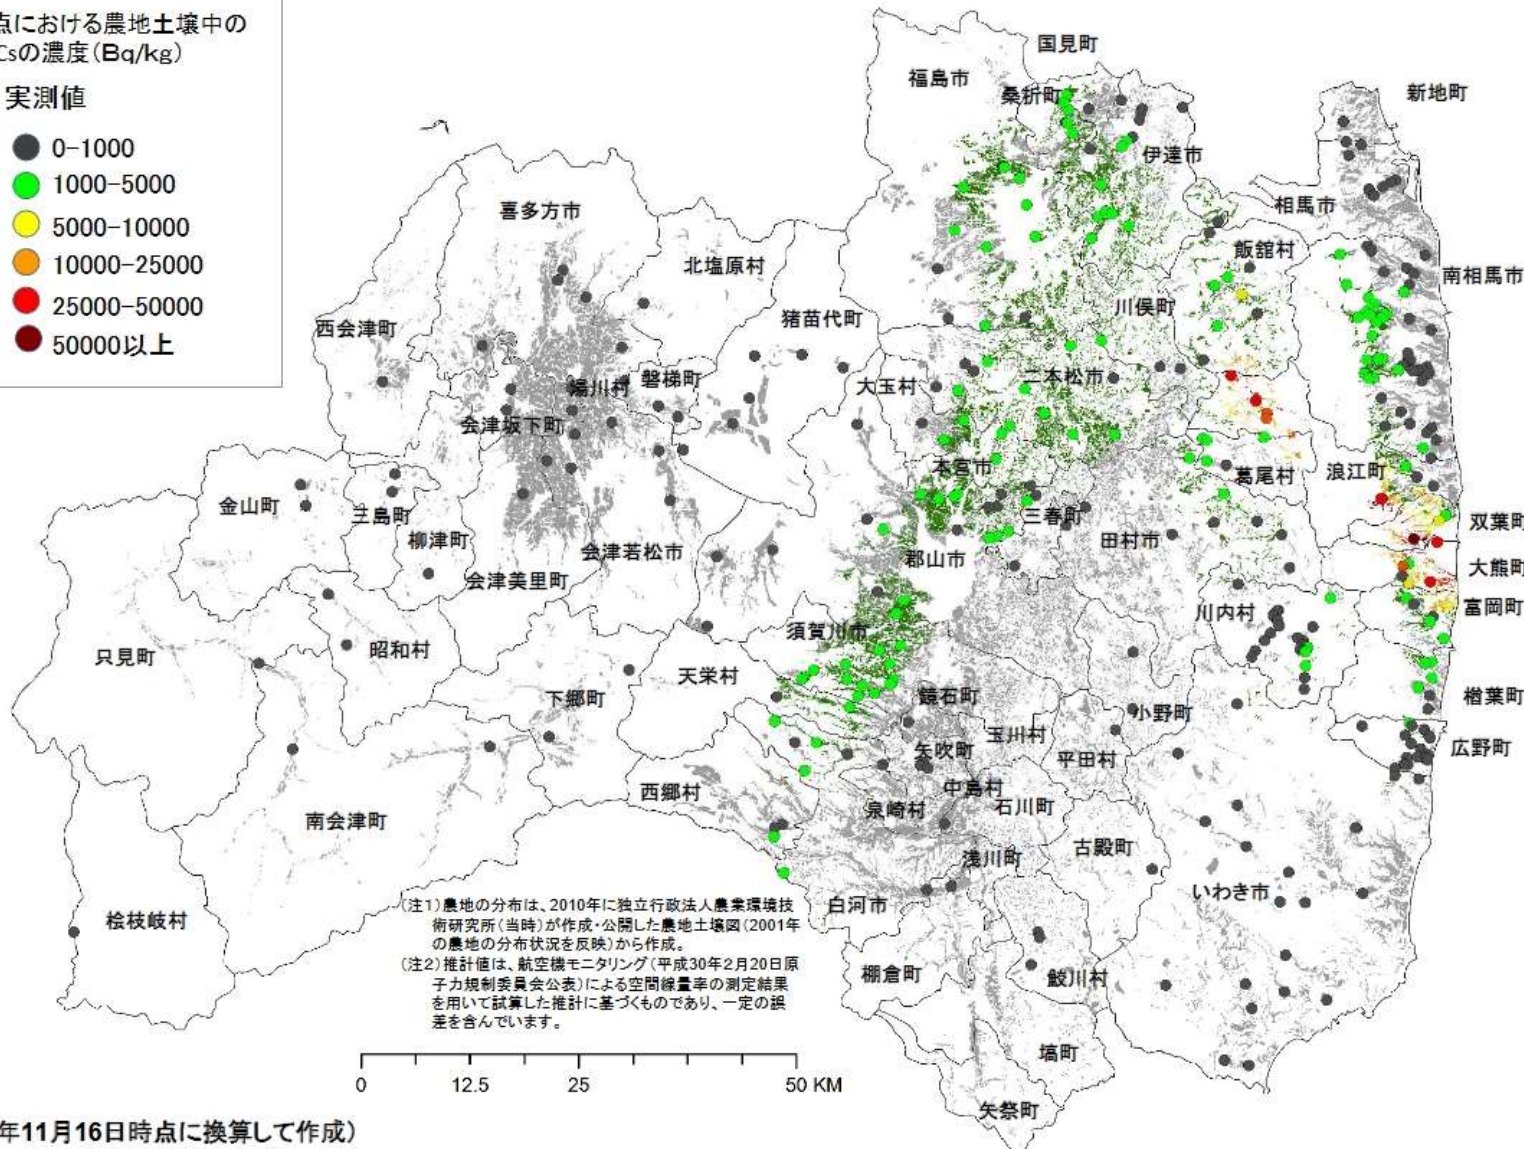 点における農地土壌中の
Csの濃度(Bq/kg)
実測値
0-1000
1000-5000
5000-10000
10000-25000
25000-50000
50000以上
国見町
福島市
桑折町
新地町
伊達市
喜多方市
相馬市
飯舘村
北塩原村
南相馬市
川俣町
猪苗代町
西会津町
磐梯町
湯川村
大玉村
二本松市
会津坂下町
本宮市
葛尾村
浪江町
金山町
三島町
三春町
双葉町
柳津町
田村市
会津若松市
郡山市
大熊町
会津美里町
富岡町
川内村
須賀川市
昭和村
只見町
天栄村
下郷町
鏡石町
楢葉町
小野町
玉川村
広野町
矢吹町
平田村
西郷村
中島村
泉崎村
石川町
南会津町
古殿町
浅川町
いわき市
白河市
桧枝岐村
棚倉町
鮫川村
塙町
矢祭町
(注1)農地の分布は、2010年に独立行政法人農業環境技
術研究所(当時)が作成・公開した農地土壌図(2001年
の農地の分布状況を反映)から作成。
(注2)推計値は、航空機モニタリング(平成30年2月20日原
子力規制委員会公表)による空間線量率の測定結果
を用いて試算した推計に基づくものであり、一定の誤
差を含んでいます。
0 12.5 25 50 KM
年11月16日時点に換算して作成)